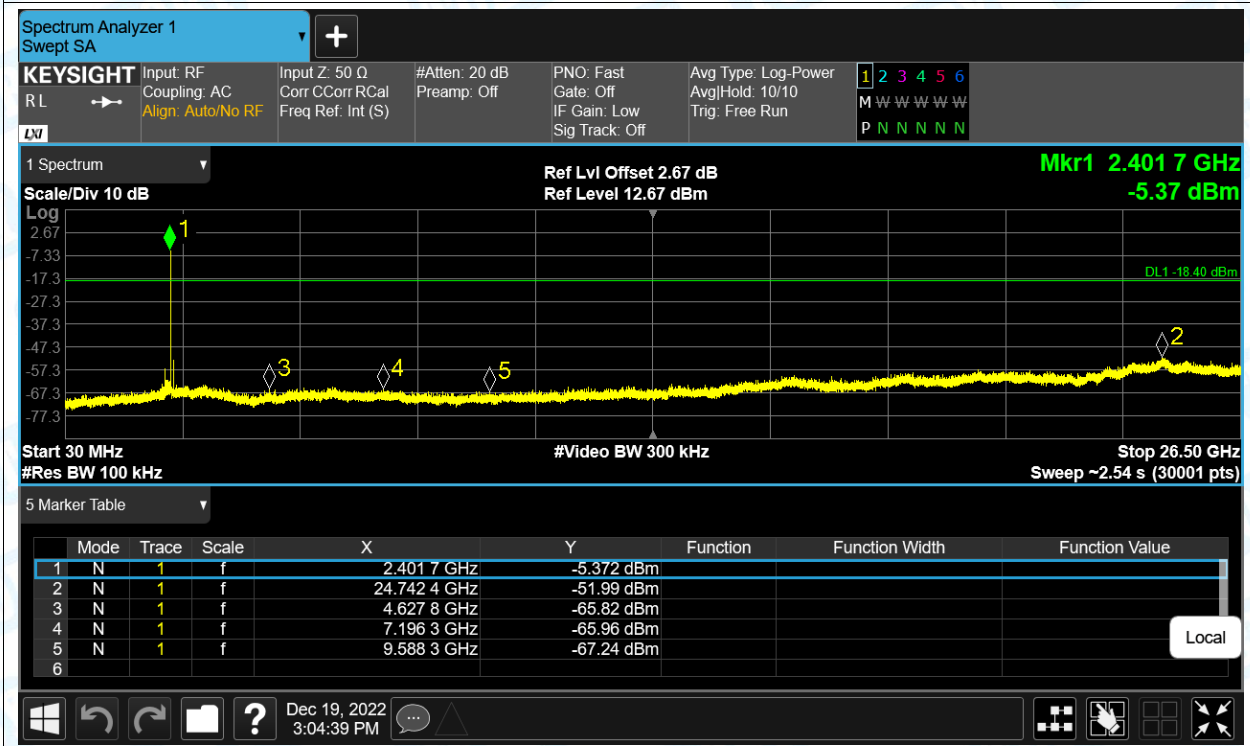 Spectrum Analyzer 1
Swept SA
KEYSIGHT
R L
LXI
Input: RF
Coupling: AC
Align: Auto/No RF
Input Z: 50 Ω
Corr CCorr RCal
Freq Ref: Int (S)
#Atten: 20 dB
Preamp: Off
PNO: Fast
Gate: Off
IF Gain: Low
Sig Track: Off
Avg Type: Log-Power
Avg|Hold: 10/10
Trig: Free Run
1 2 3 4 5 6
M W W W W W
P N N N N N
1 Spectrum
Scale/Div 10 dB
Ref Lvl Offset 2.67 dB
Ref Level 12.67 dBm
Mkr1 2.401 7 GHz
-5.37 dBm
Log
2.67
-7.33
-17.3
-27.3
-37.3
-47.3
-57.3
-67.3
-77.3
1
DL1 -18.40 dBm
2
3
4
5
Start 30 MHz
#Res BW 100 kHz
#Video BW 300 kHz
Stop 26.50 GHz
Sweep ~2.54 s (30001 pts)
5 Marker Table
Mode Trace Scale X Y Function Function Width Function Value
1 N 1 f 2.401 7 GHz -5.372 dBm
2 N 1 f 24.742 4 GHz -51.99 dBm
3 N 1 f 4.627 8 GHz -65.82 dBm
4 N 1 f 7.196 3 GHz -65.96 dBm
5 N 1 f 9.588 3 GHz -67.24 dBm
6
Local
?
Dec 19, 2022
3:04:39 PM